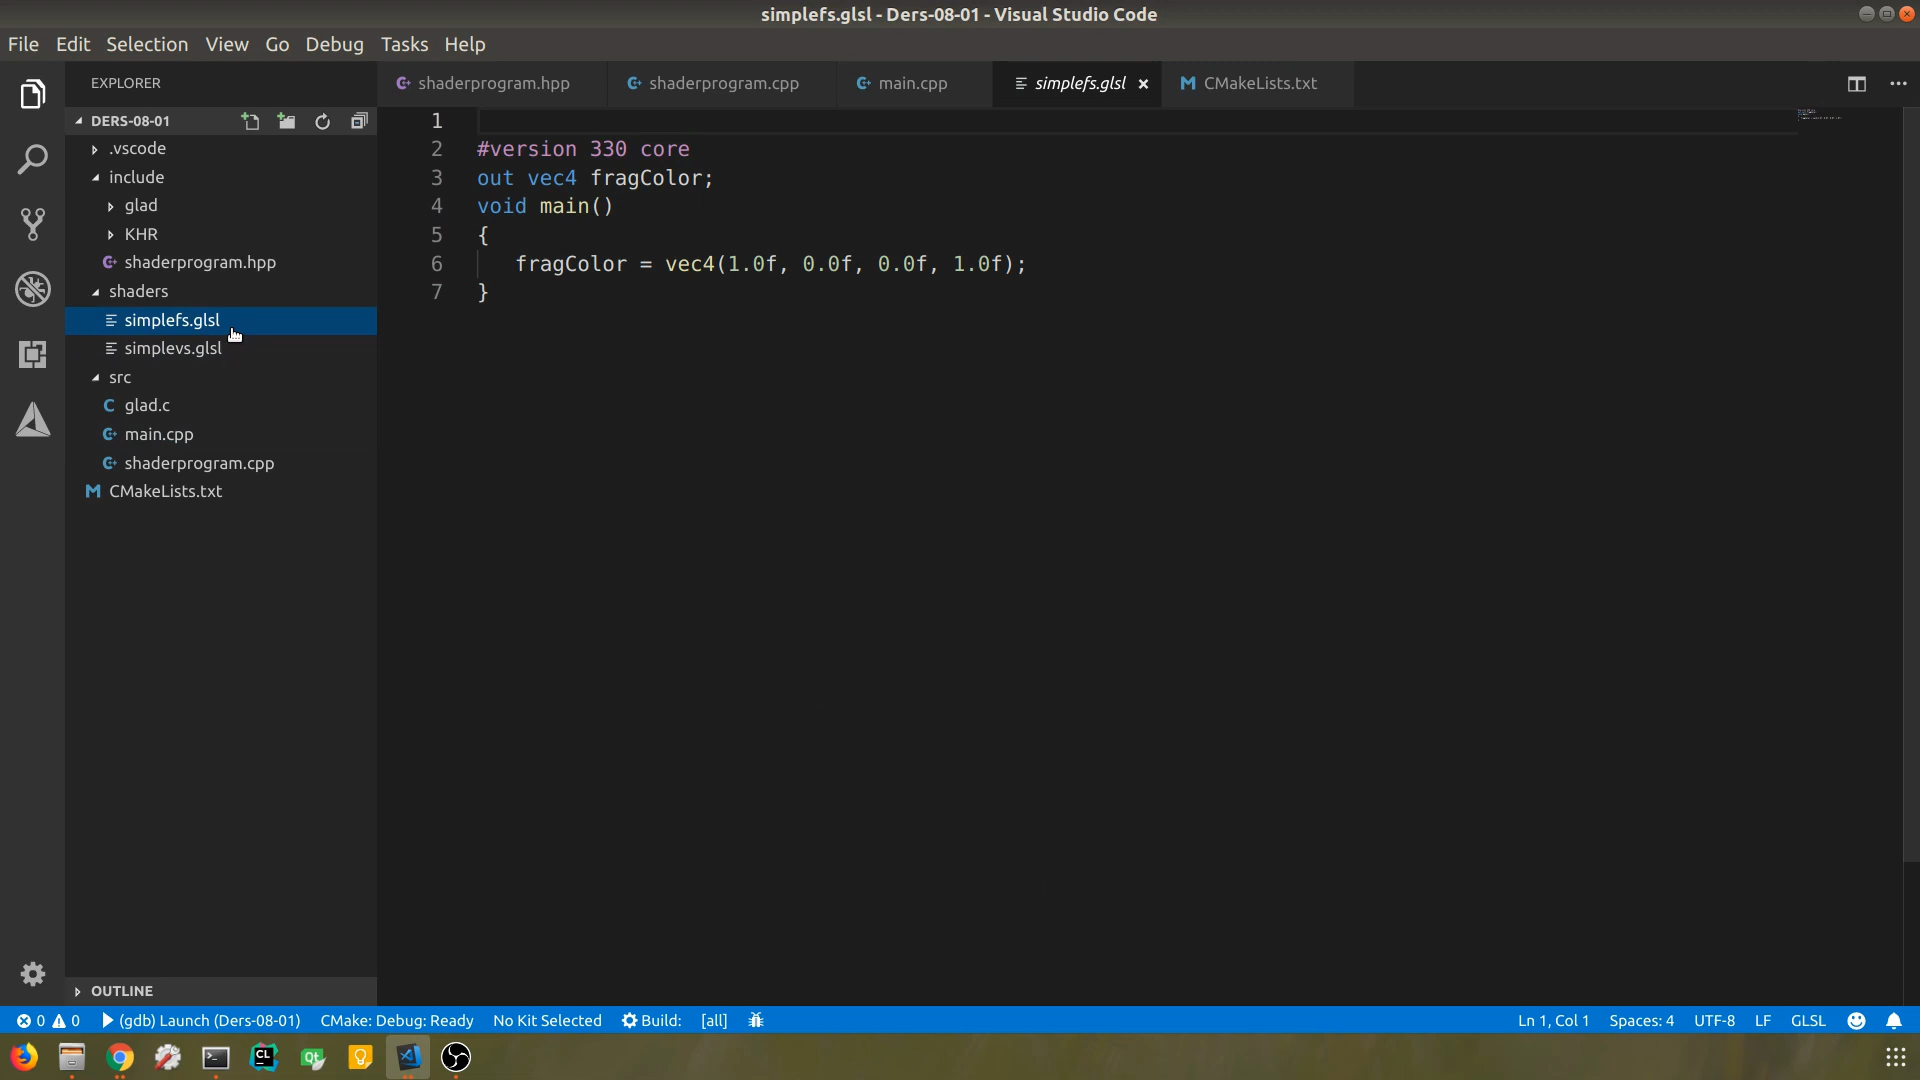 simplefs.glsl - Ders-08-01 - Visual Studio Code
File Edit Selection View Go Debug Tasks Help
EXPLORER
DERS-08-01
.vscode
include
glad
KHR
shaderprogram.hpp
shaders
simplefs.glsl
simplevs.glsl
src
glad.c
main.cpp
shaderprogram.cpp
CMakeLists.txt
OUTLINE
shaderprogram.hpp shaderprogram.cpp main.cpp simplefs.glsl CMakeLists.txt
1
2 #version 330 core
3 out vec4 fragColor;
4 void main()
5 {
6 fragColor = vec4(1.0f, 0.0f, 0.0f, 1.0f);
7 }
0 0 (gdb) Launch (Ders-08-01) CMake: Debug: Ready No Kit Selected Build: [all] Ln 1, Col 1 Spaces: 4 UTF-8 LF GLSL
CL Qt